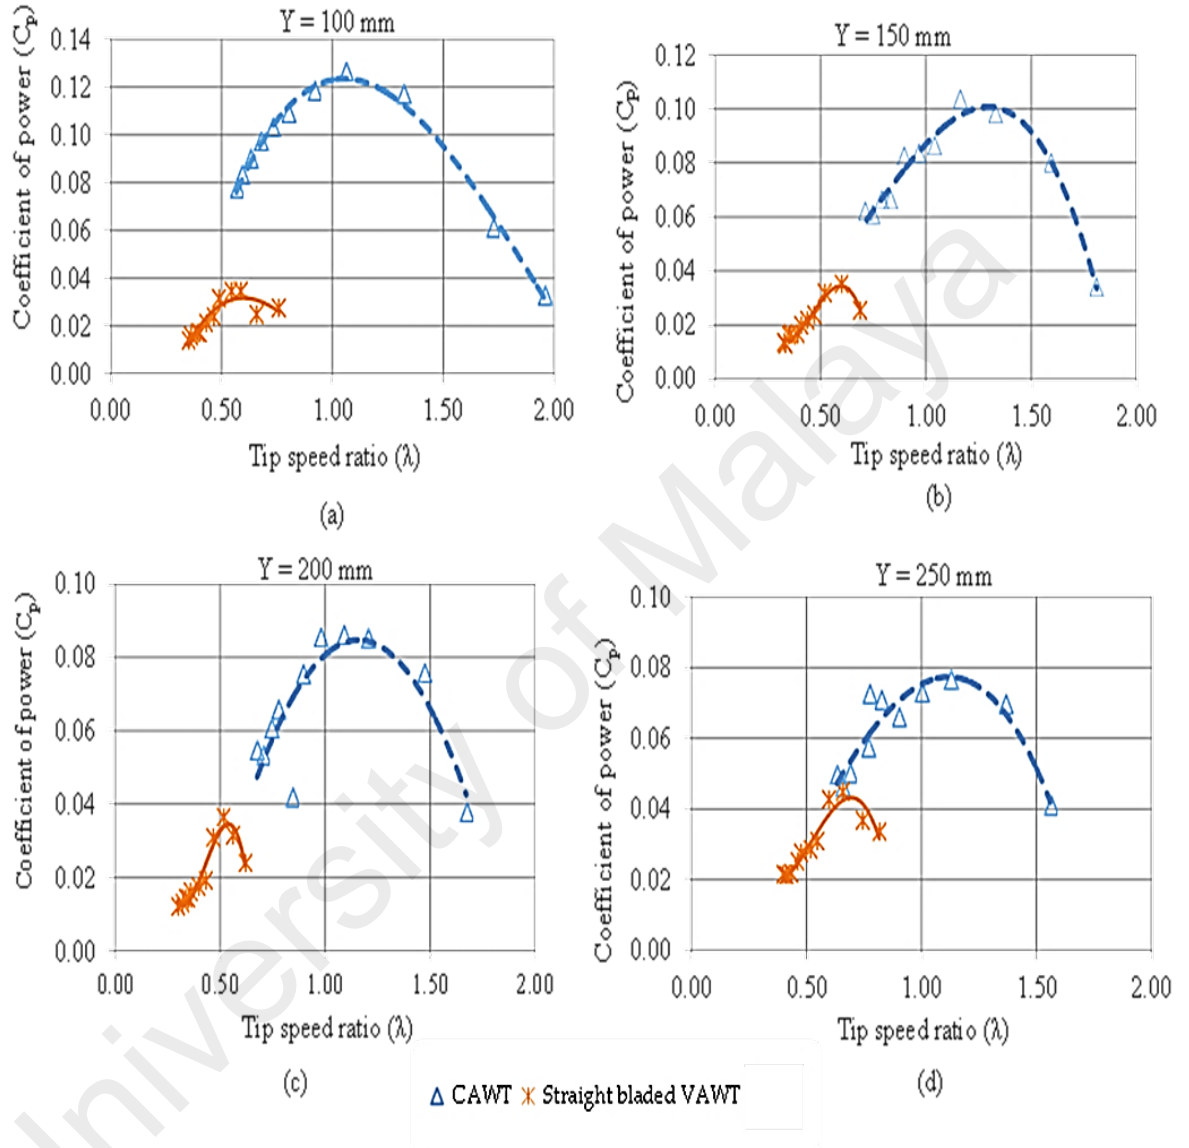 Y = 100 mm
Coefficient of power (Cp)
0.14
0.12
0.10
0.08
0.06
0.04
0.02
0.00
0.00 0.50 1.00 1.50 2.00
Tip speed ratio (λ)
(a)
Y = 150 mm
Coefficient of power (Cp)
0.12
0.10
0.08
0.06
0.04
0.02
0.00
0.00 0.50 1.00 1.50 2.00
Tip speed ratio (λ)
(b)
Y = 200 mm
Coefficient of power (Cp)
0.10
0.08
0.06
0.04
0.02
0.00
0.00 0.50 1.00 1.50 2.00
Tip speed ratio (λ)
(c)
Y = 250 mm
Coefficient of power (Cp)
0.10
0.08
0.06
0.04
0.02
0.00
0.00 0.50 1.00 1.50 2.00
Tip speed ratio (λ)
(d)
CAWT Straight bladed VAWT
University of Malaya